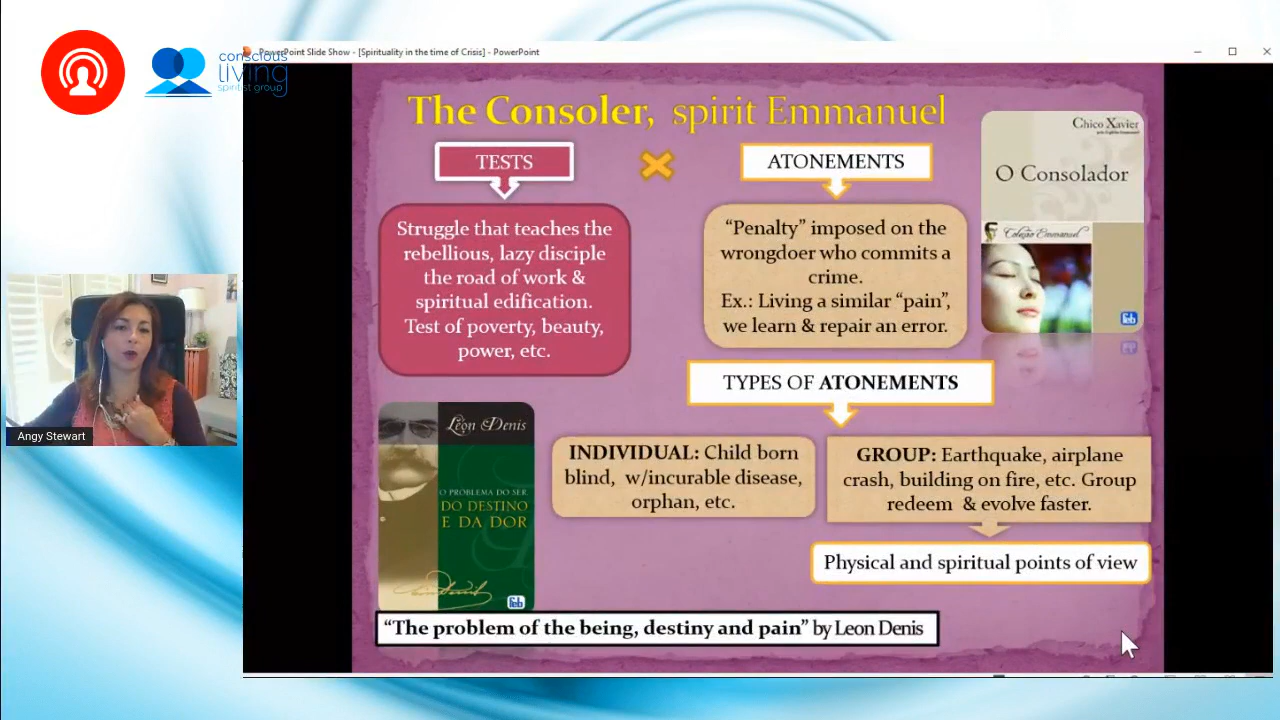 PowerPoint Slide Show - [Spirituality in the time of Crisis] - PowerPoint
conscious
living
spiritist group
The Consoler, spirit Emmanuel
TESTS
ATONEMENTS
Struggle that teaches the
rebellious, lazy disciple
the road of work &
spiritual edification.
Test of poverty, beauty,
power, etc.
“Penalty” imposed on the
wrongdoer who commits a
crime.
Ex.: Living a similar “pain”,
we learn & repair an error.
Chico Xavier
O Consolador
Coleção Emmanuel
feb
TYPES OF ATONEMENTS
INDIVIDUAL: Child born
blind, w/incurable disease,
orphan, etc.
GROUP: Earthquake, airplane
crash, building on fire, etc. Group
redeem & evolve faster.
Physical and spiritual points of view
Léon Denis
O PROBLEMA DO SER,
DO DESTINO
E DA DOR
feb
“The problem of the being, destiny and pain” by Leon Denis
Angy Stewart